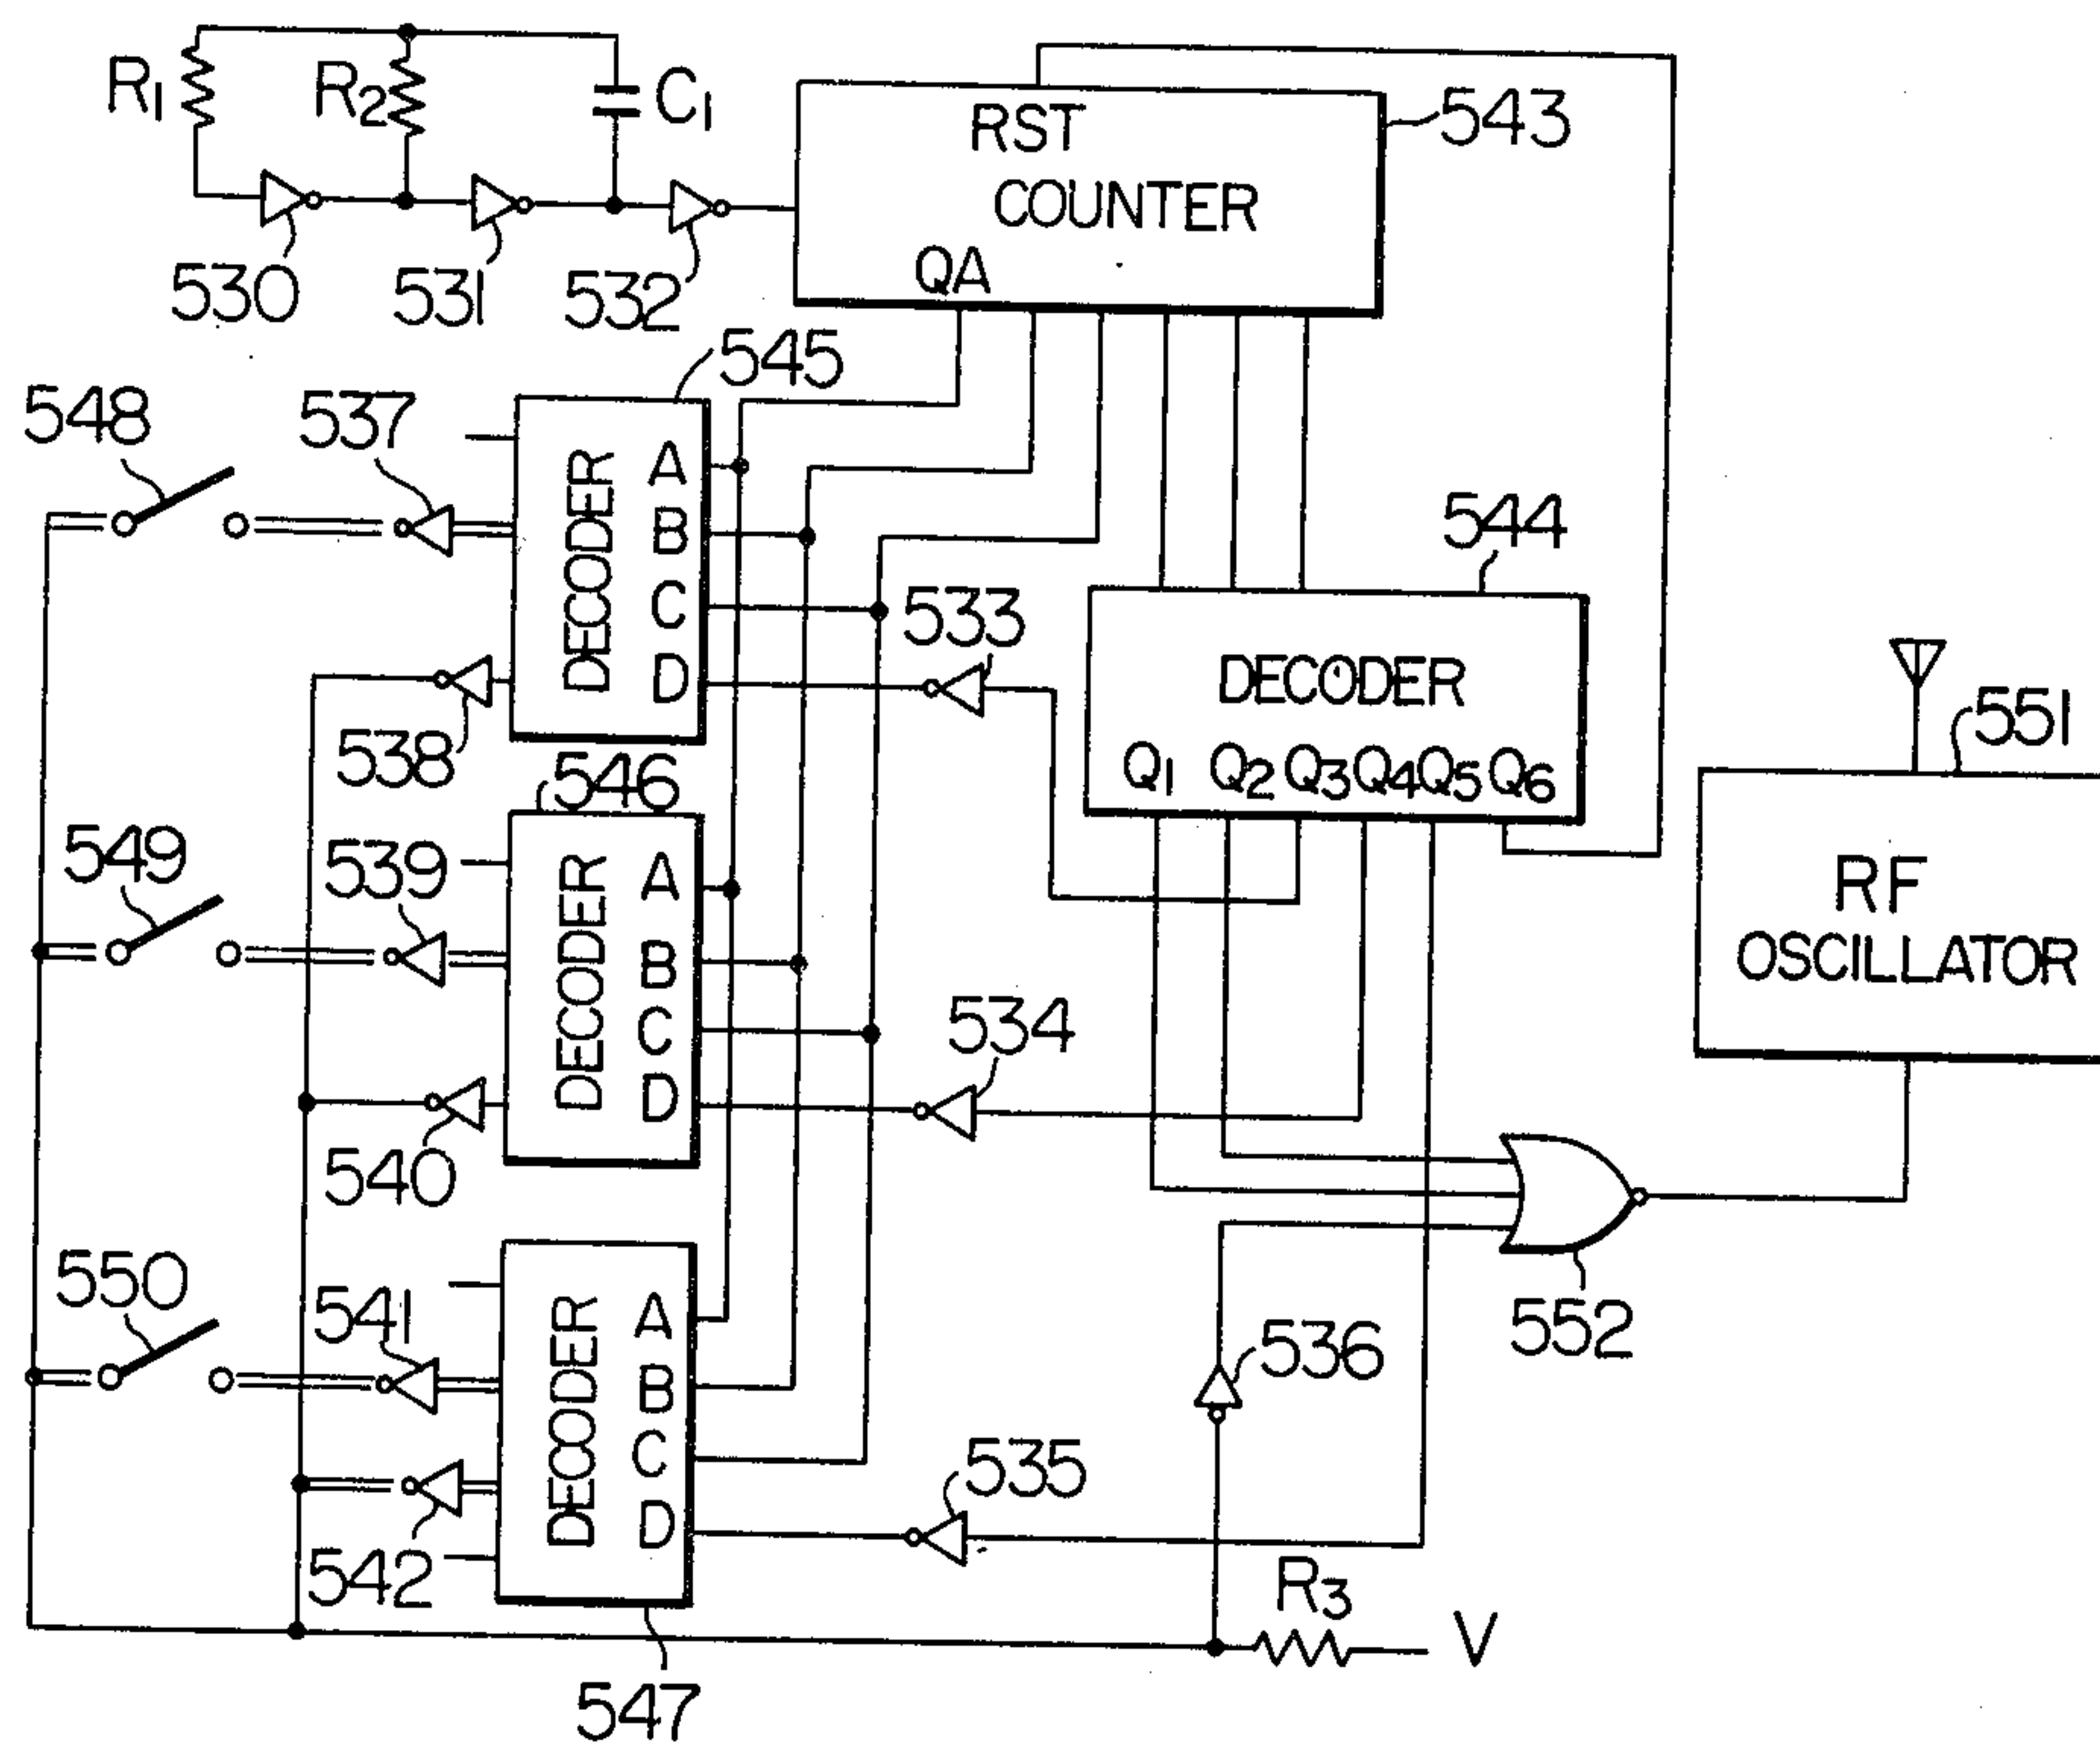 R1
R2
C1
RST
COUNTER
QA
543
530
531
532
545
548
537
DECODER
A
B
C
D
544
533
DECODER
Q1 Q2 Q3 Q4 Q5 Q6
551
538
546
549
539
DECODER
A
B
C
D
RF
OSCILLATOR
534
540
550
541
DECODER
A
B
C
D
552
536
535
542
R3
V
547